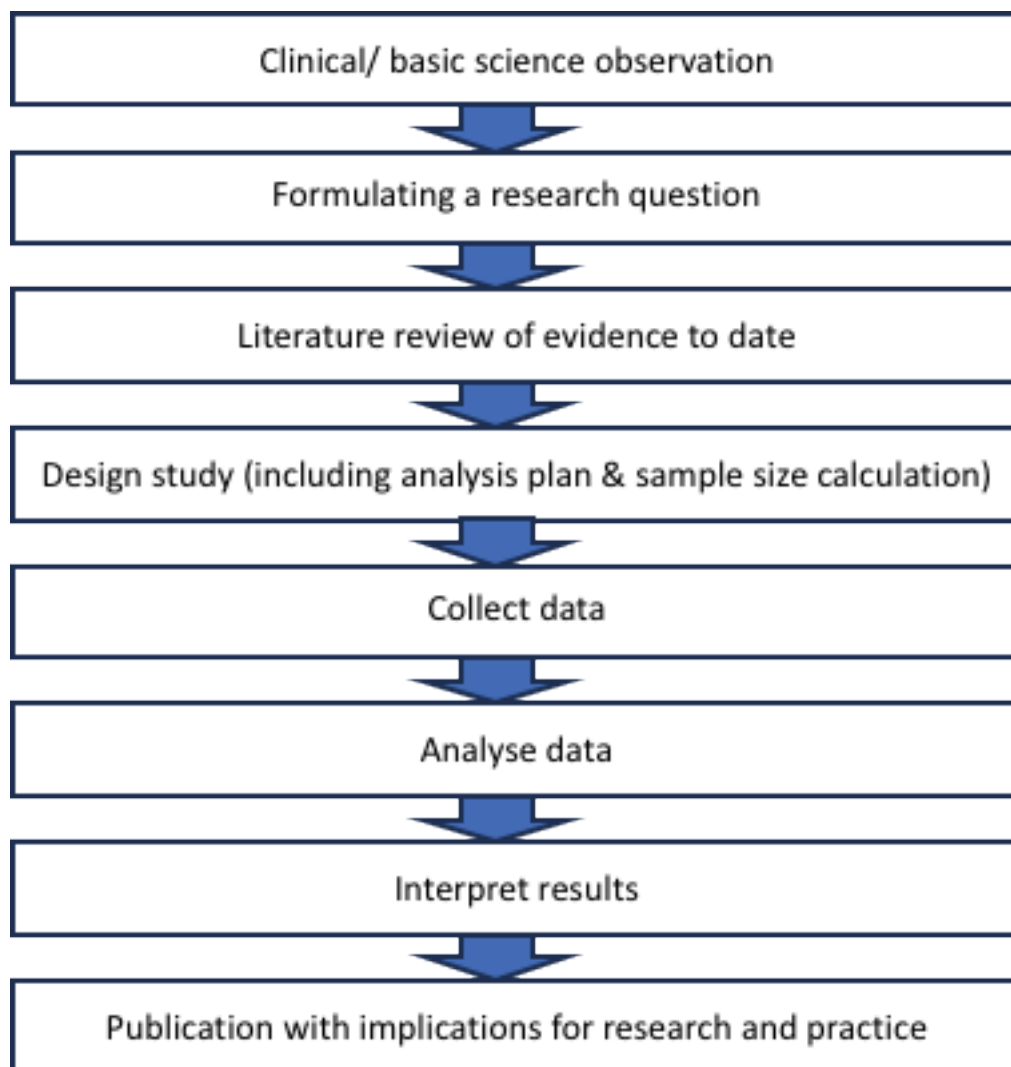 Clinical/ basic science observation
Formulating a research question
Literature review of evidence to date
Design study (including analysis plan & sample size calculation)
Collect data
Analyse data
Interpret results
Publication with implications for research and practice